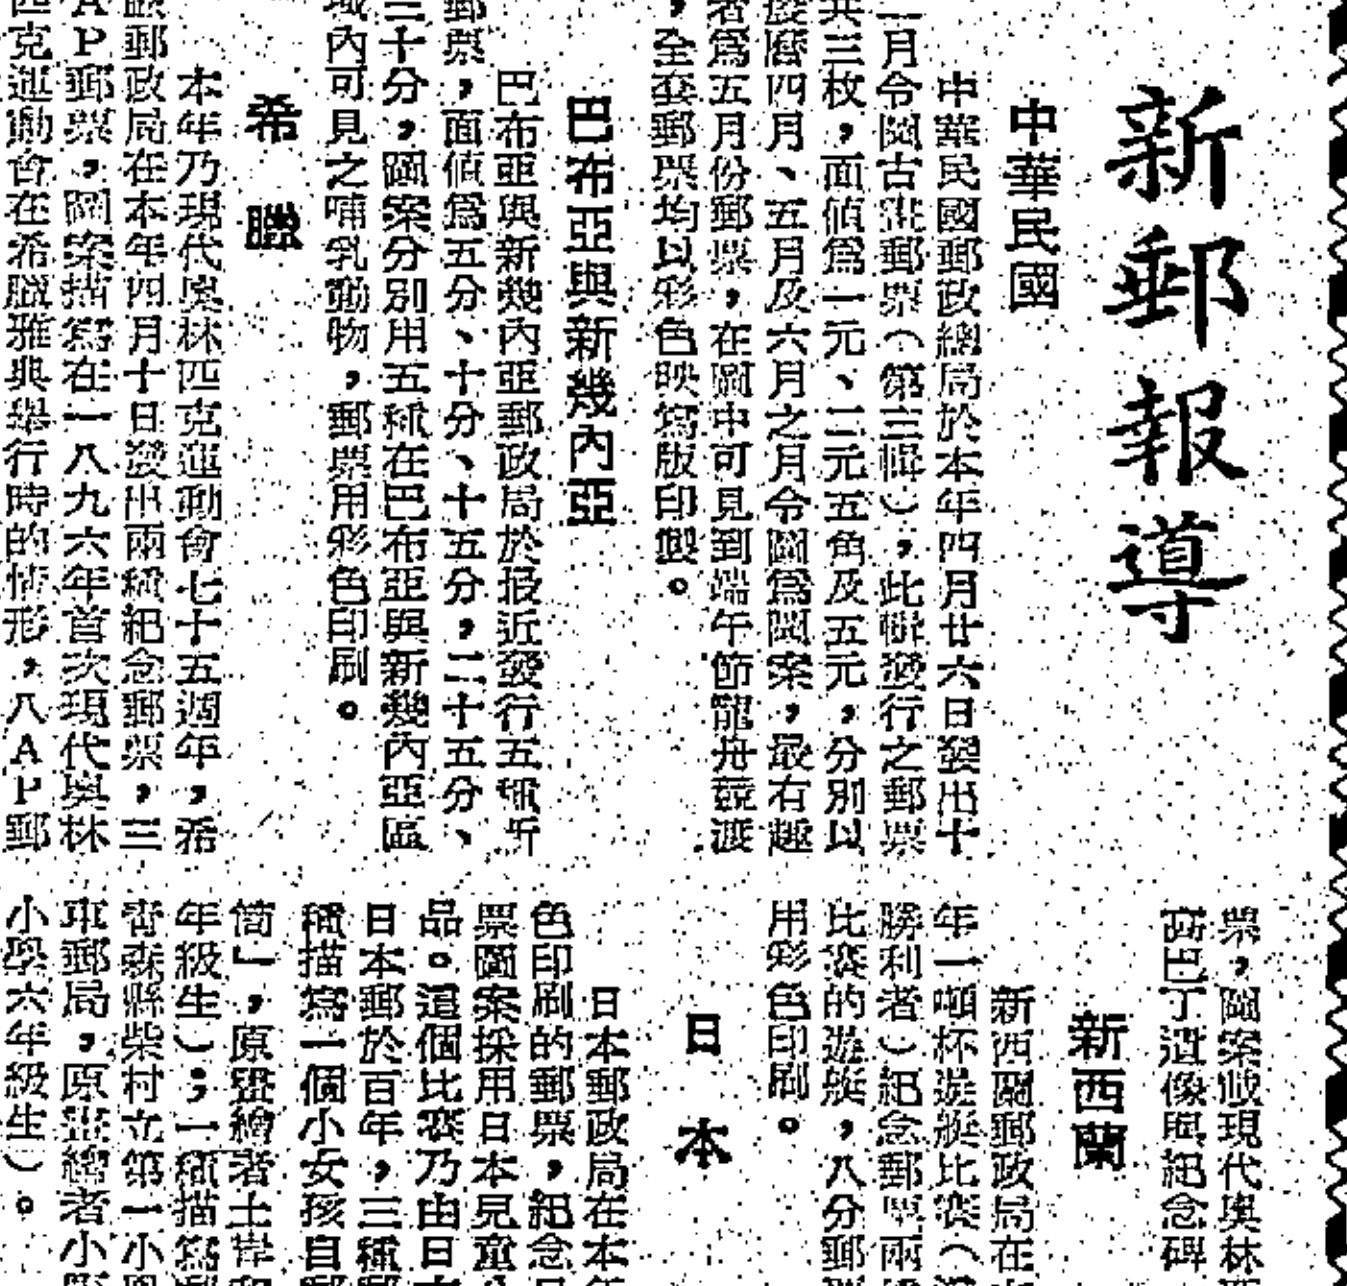 新郵報導
中華民國
中華民國郵政總局於本年四月廿六日發出十
二月令圖古畫郵票（第三輯），此輯發行之郵票
共三枚，面值爲一元、二元五角及五元，分別以
農曆四月、五月及六月之月令圖爲圖案，最有趣
者爲五月份郵票，在圖中可見到端午節龍舟競渡
，全套郵票均以彩色映寫版印製。
巴布亞與新幾內亞
巴布亞與新幾內亞郵政局於最近發行五種新
郵票，面值爲五分、十分、十五分，二十五分、
三十分，圖案分別用五種在巴布亞與新幾內亞區
域內可見之哺乳動物，郵票用彩色印刷。
希臘
本年乃現代奧林匹克運動會七十五週年，希
臘郵政局在本年四月十日發出兩種紀念郵票，三
AP郵票，圖案描寫在一八九六年首次現代奧林
匹克運動會在希臘雅典舉行時的情形，八AP郵
票，圖案做現代奧林
古巴丁遺像與紀念碑
新西蘭
新西蘭郵政局在
年一噸杯遊艇比賽（
勝利者）紀念郵票兩
比賽的遊艇，八分郵
用彩色印刷。
日本
日本郵政局在本年
色印刷的郵票，紀念
票圖案採用日本兒童
品。這個比賽乃由日
日本郵於百年，三種郵
種描寫一個小女孩自郵
筒」，原畫繪者土
年級生）；一種描寫
青森縣柴村立第一小學
車郵局，原畫繪者小
小學六年級生）。